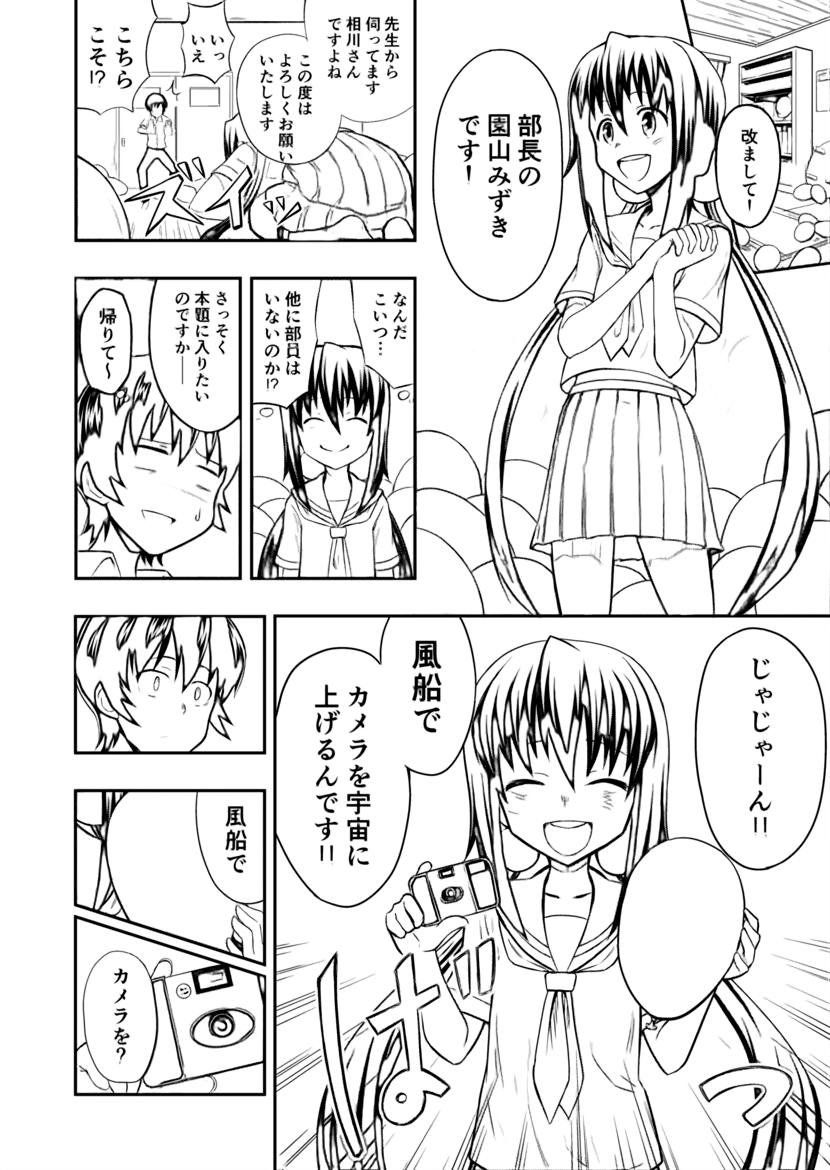 改まして!
部長の
園山みずき
です!
先生から
伺ってます
相川さん
ですよね
この度は
よろしくお願い
いたします
いっ
いえ
こちら
こそ!?
ズイ゛
なんだ
こいつ…
他に部員は
いないのか!?
さっそく
本題に入りたい
のですか──
帰りて〜
じゃじゃーん!!
風船で
カメラを宇宙に
上げるんです!!
風船で
カメラを?